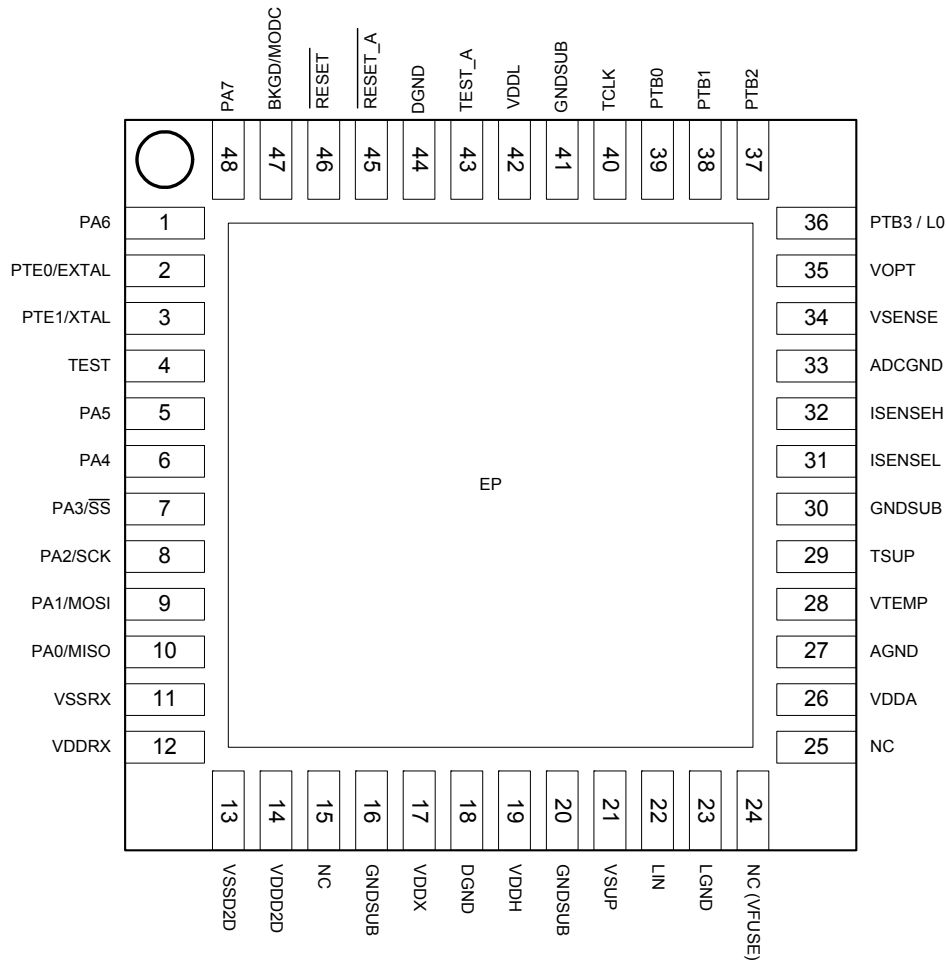 PA7
BKGD/MODC
RESET
RESET_A
DGND
TEST_A
VDDL
GNDSUB
TCLK
PTB0
PTB1
PTB2
48
47
46
45
44
43
42
41
40
39
38
37
PA6 1
PTE0/EXTAL 2
PTE1/XTAL 3
TEST 4
PA5 5
PA4 6
PA3/SS 7
PA2/SCK 8
PA1/MOSI 9
PA0/MISO 10
VSSRX 11
VDDRX 12
EP
36 PTB3 / L0
35 VOPT
34 VSENSE
33 ADCGND
32 ISENSEH
31 ISENSEL
30 GNDSUB
29 TSUP
28 VTEMP
27 AGND
26 VDDA
25 NC
13
14
15
16
17
18
19
20
21
22
23
24
VSSD2D
VDDD2D
NC
GNDSUB
VDDX
DGND
VDDH
GNDSUB
VSUP
LIN
LGND
NC (VFUSE)